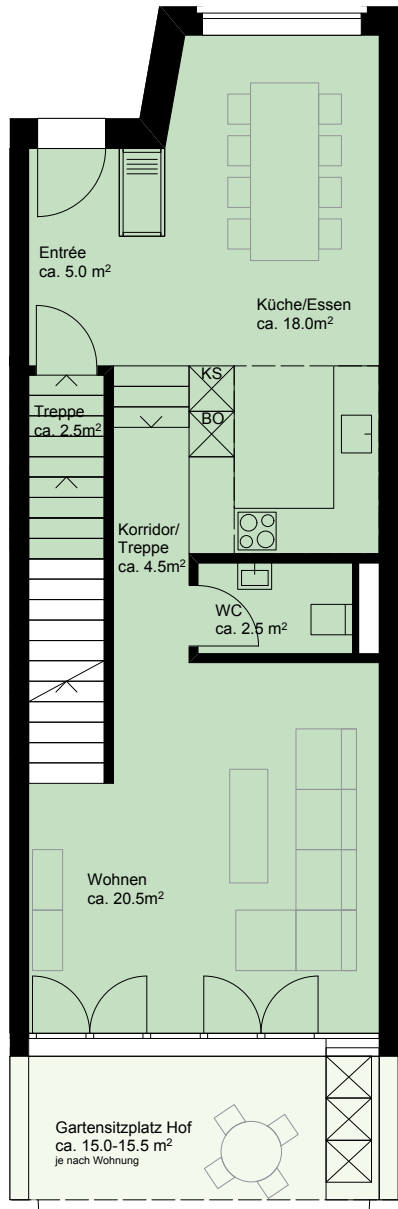 Entrée
ca. 5.0 m²
Küche/Essen
ca. 18.0m²
KS
BO
Treppe
ca. 2.5m²
Korridor/
Treppe
ca. 4.5m²
WC
ca. 2.5 m²
Wohnen
ca. 20.5m²
Gartensitzplatz Hof
ca. 15.0-15.5 m²
je nach Wohnung